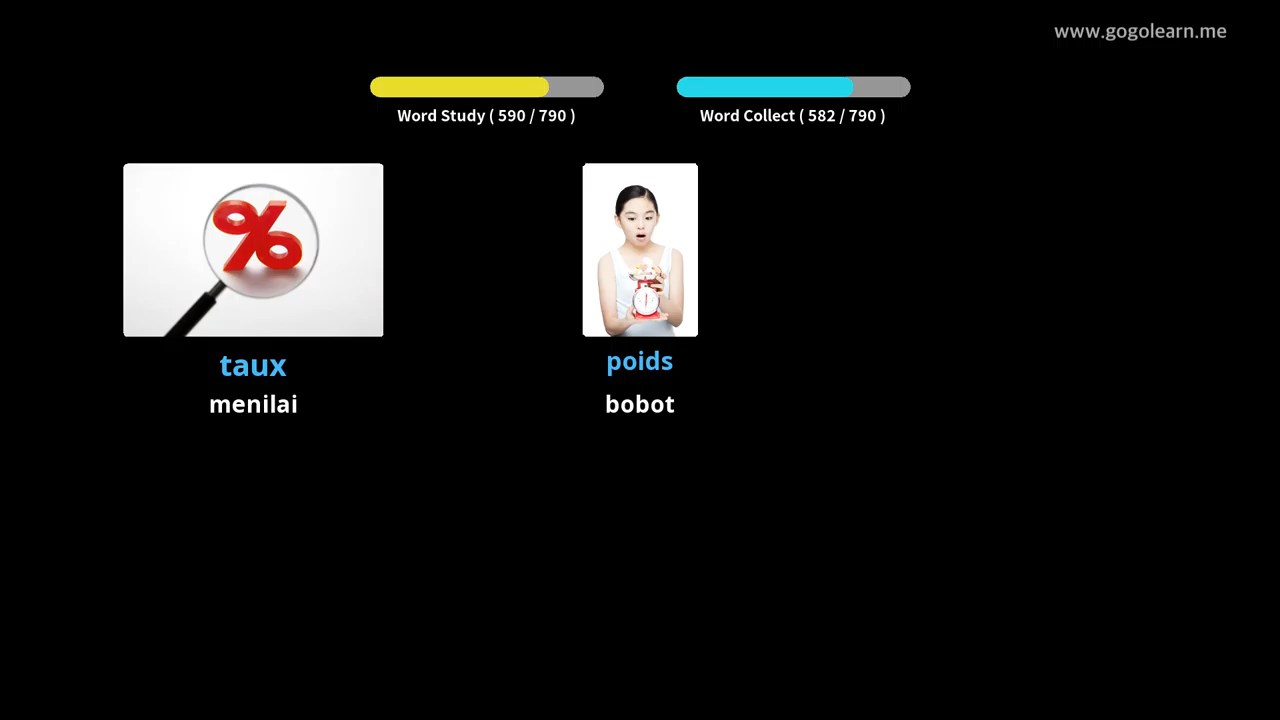 www.gogolearn.me
Word Study ( 590 / 790 )
Word Collect ( 582 / 790 )
%
taux
poids
menilai
bobot